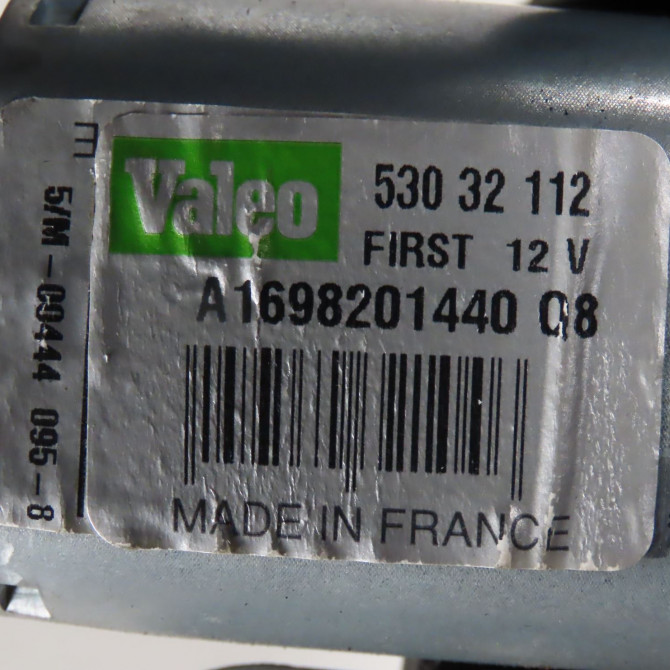 Valeo
530 32 112
FIRST 12 V
A1698201440 Q8
MADE IN FRANCE
E
5/M-00444 095-8